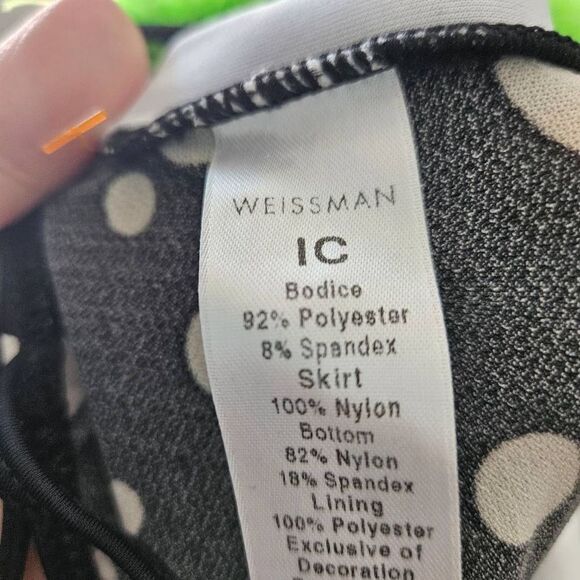 WEISSMAN
IC
Bodice
92% Polyester
8% Spandex
Skirt
100% Nylon
Bottom
82% Nylon
18% Spandex
Lining
100% Polyester
Exclusive of
Decoration